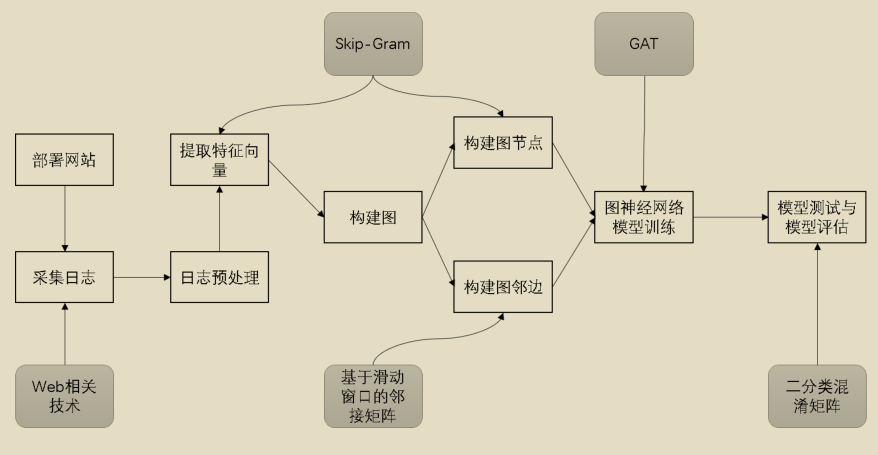 Skip-Gram
GAT
部署网站
提取特征向
量
构建图节点
构建图
图神经网络
模型训练
模型测试与
模型评估
采集日志
日志预处理
构建图邻边
Web相关
技术
基于滑动
窗口的邻
接矩阵
二分类混
淆矩阵